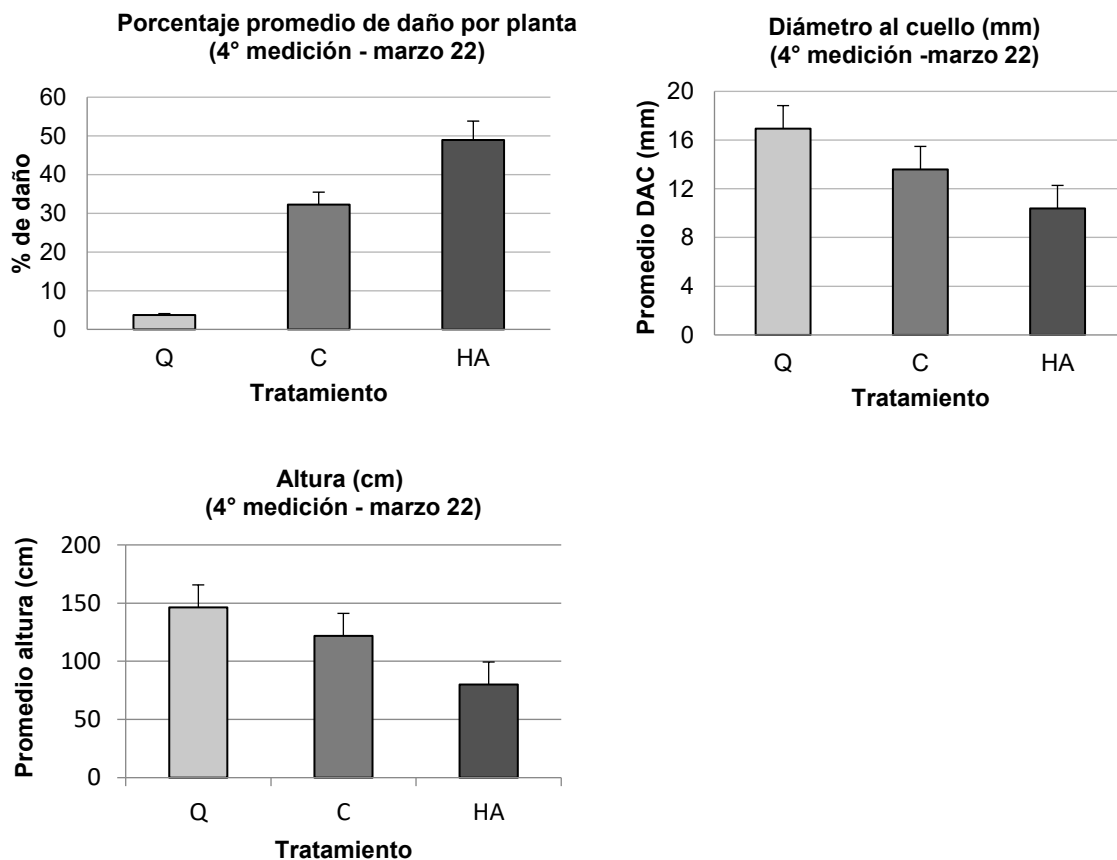 Porcentaje promedio de daño por planta
(4° medición - marzo 22)
% de daño
60
50
40
30
20
10
0
Q C HA
Tratamiento
Diámetro al cuello (mm)
(4° medición -marzo 22)
Promedio DAC (mm)
20
16
12
8
4
0
Q C HA
Tratamiento
Altura (cm)
(4° medición - marzo 22)
Promedio altura (cm)
200
150
100
50
0
Q C HA
Tratamiento